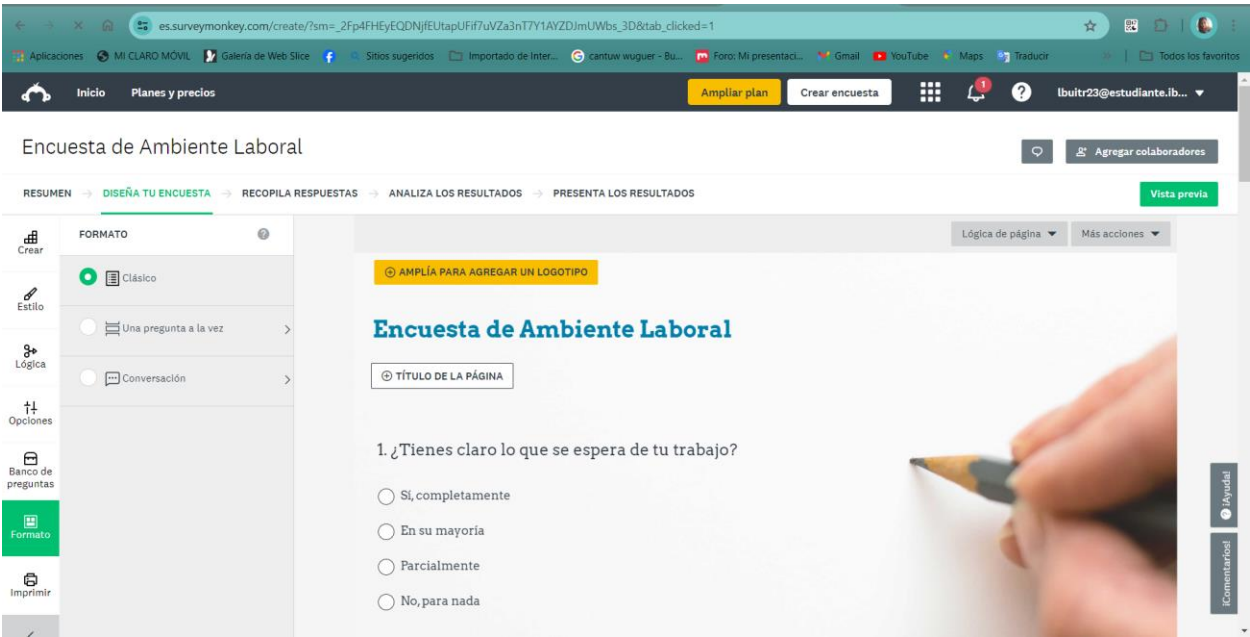 es.surveymonkey.com/create/?sm=_2Fp4FHEyEQDNjfEUtapUFif7uVZa3nT7Y1AYZDJmUWbs_3D&tab_clicked=1
Aplicaciones MI CLARO MÓVIL Galería de Web Slice Sitios sugeridos Importado de Inter... cantuw wuguer - Bu... Foro: Mi presentaci... Gmail YouTube Maps Traducir Todos los favoritos
Inicio Planes y precios Ampliar plan Crear encuesta 1 lbuitr23@estudiante.ib...
Encuesta de Ambiente Laboral
Agregar colaboradores
RESUMEN → DISEÑA TU ENCUESTA → RECOPILA RESPUESTAS → ANALIZA LOS RESULTADOS → PRESENTA LOS RESULTADOS
Vista previa
Crear
Estilo
Lógica
Opciones
Banco de
preguntas
Formato
Imprimir
FORMATO
Clásico
Una pregunta a la vez
Conversación
Lógica de página Más acciones
AMPLÍA PARA AGREGAR UN LOGOTIPO
Encuesta de Ambiente Laboral
TÍTULO DE LA PÁGINA
1. ¿Tienes claro lo que se espera de tu trabajo?
Sí, completamente
En su mayoría
Parcialmente
No, para nada
¡Ayuda!
¡Comentarios!